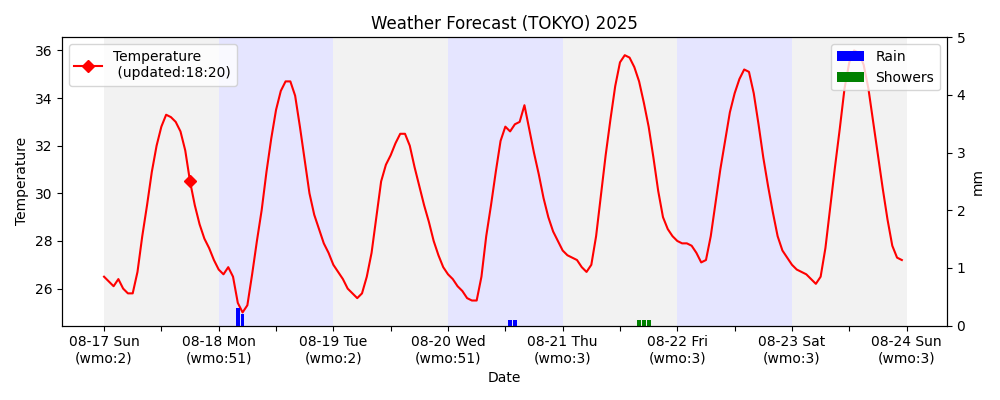 Weather Forecast (TOKYO) 2025
Temperature
(updated:18:20)
Rain
Showers
36
34
32
30
28
26
Temperature
5
4
3
2
1
0
mm
08-17 Sun
(wmo:2)
08-18 Mon
(wmo:51)
08-19 Tue
(wmo:2)
08-20 Wed
(wmo:51)
08-21 Thu
(wmo:3)
08-22 Fri
(wmo:3)
08-23 Sat
(wmo:3)
08-24 Sun
(wmo:3)
Date